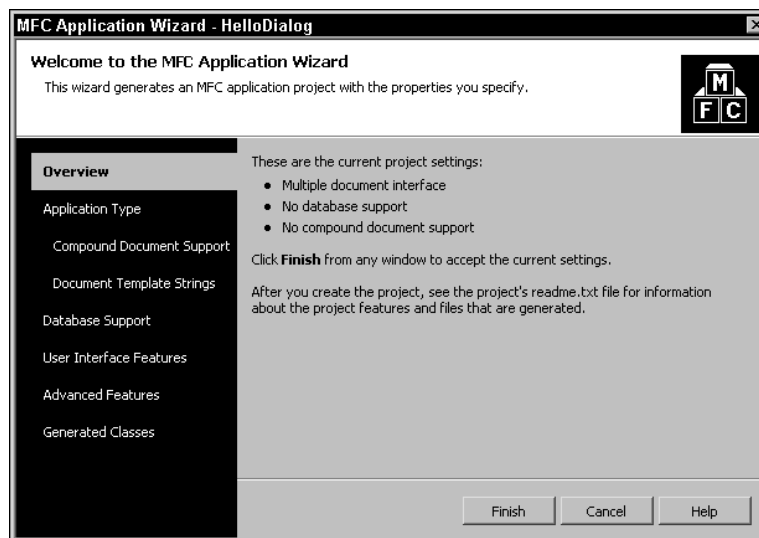 MFC Application Wizard - HelloDialog
Welcome to the MFC Application Wizard
This wizard generates an MFC application project with the properties you specify.
M
F C
Overview
Application Type
Compound Document Support
Document Template Strings
Database Support
User Interface Features
Advanced Features
Generated Classes
These are the current project settings:
● Multiple document interface
● No database support
● No compound document support
Click Finish from any window to accept the current settings.
After you create the project, see the project's readme.txt file for information
about the project features and files that are generated.
Finish Cancel Help